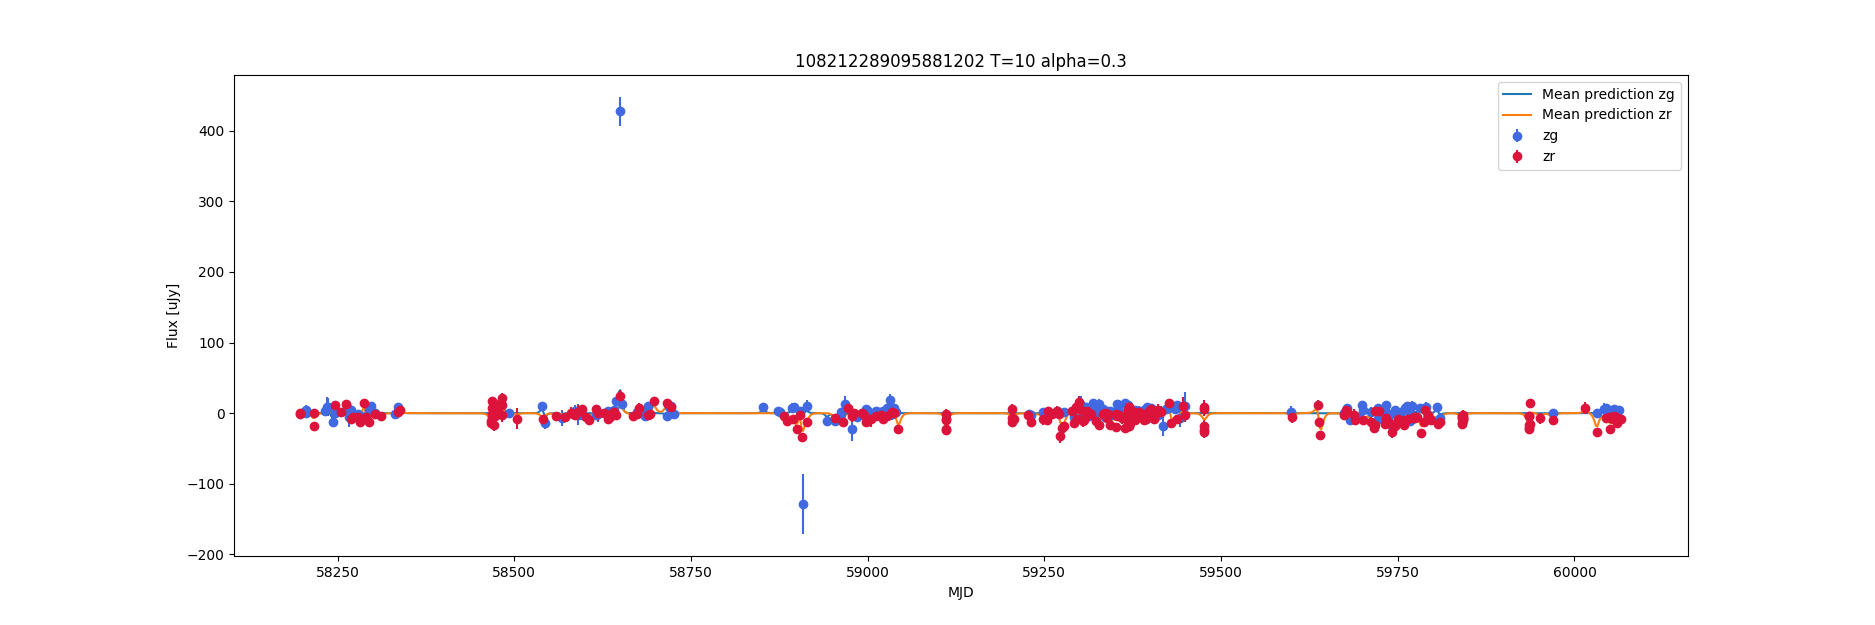 108212289095881202 T=10 alpha=0.3
Mean prediction zg
Mean prediction zr
zg
zr
400
300
200
100
0
−100
−200
Flux [uJy]
58250 58500 58750 59000 59250 59500 59750 60000
MJD